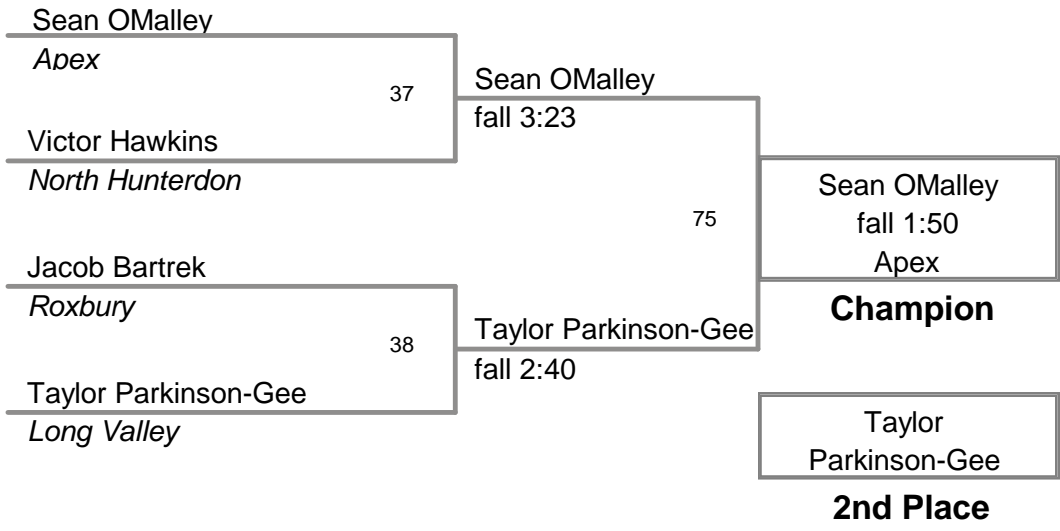 Sean OMalley
Apex
37
Victor Hawkins
North Hunterdon
Sean OMalley
fall 3:23
Jacob Bartrek
Roxbury
38
Taylor Parkinson-Gee
Long Valley
Taylor Parkinson-Gee
fall 2:40
75
Sean OMalley
fall 1:50
Apex
Champion
Taylor
Parkinson-Gee
2nd Place